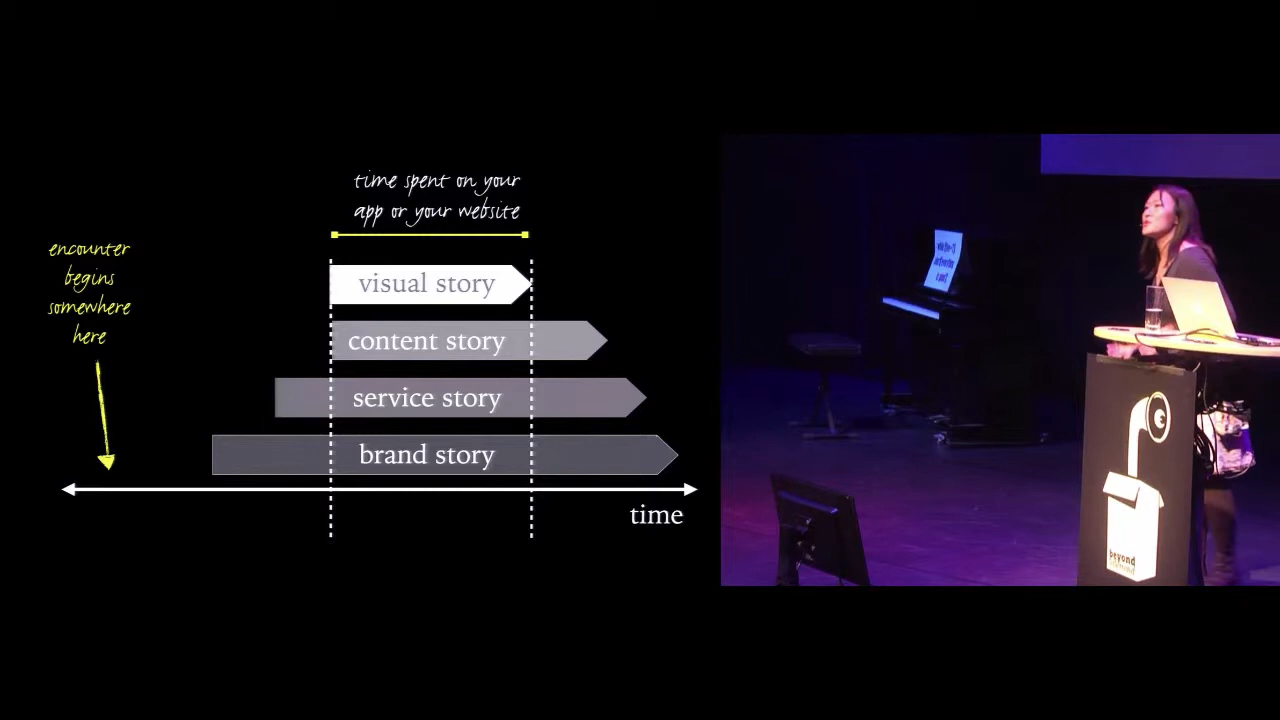 time spent on your
app or your website
encounter
begins
somewhere
here
visual story
content story
service story
brand story
time
beyond